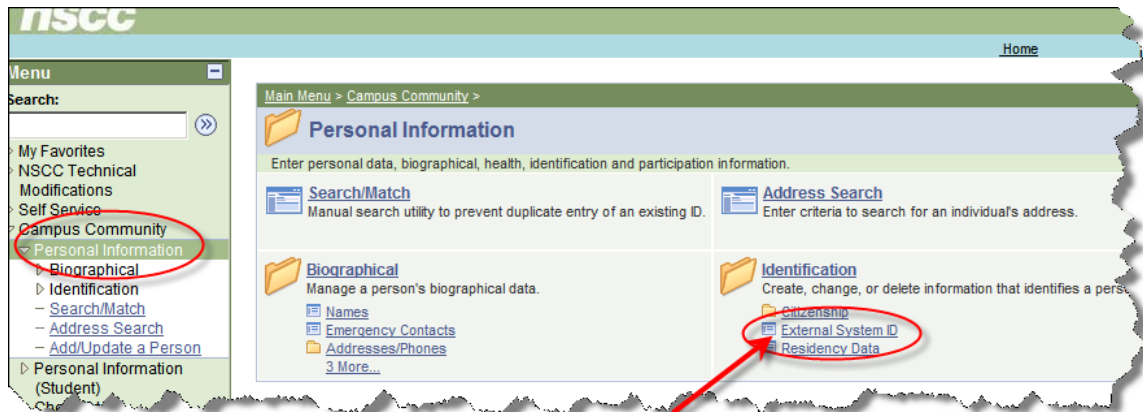 nscc
Home
Menu
Search:
My Favorites
NSCC Technical
Modifications
Self Service
Campus Community
Personal Information
Biographical
Identification
Search/Match
Address Search
Add/Update a Person
Personal Information
(Student)
Main Menu > Campus Community >
Personal Information
Enter personal data, biographical, health, identification and participation information.
Search/Match
Manual search utility to prevent duplicate entry of an existing ID.
Address Search
Enter criteria to search for an individual's address.
Biographical
Manage a person's biographical data.
Names
Emergency Contacts
Addresses/Phones
3 More...
Identification
Create, change, or delete information that identifies a
Citizenship
External System ID
Residency Data